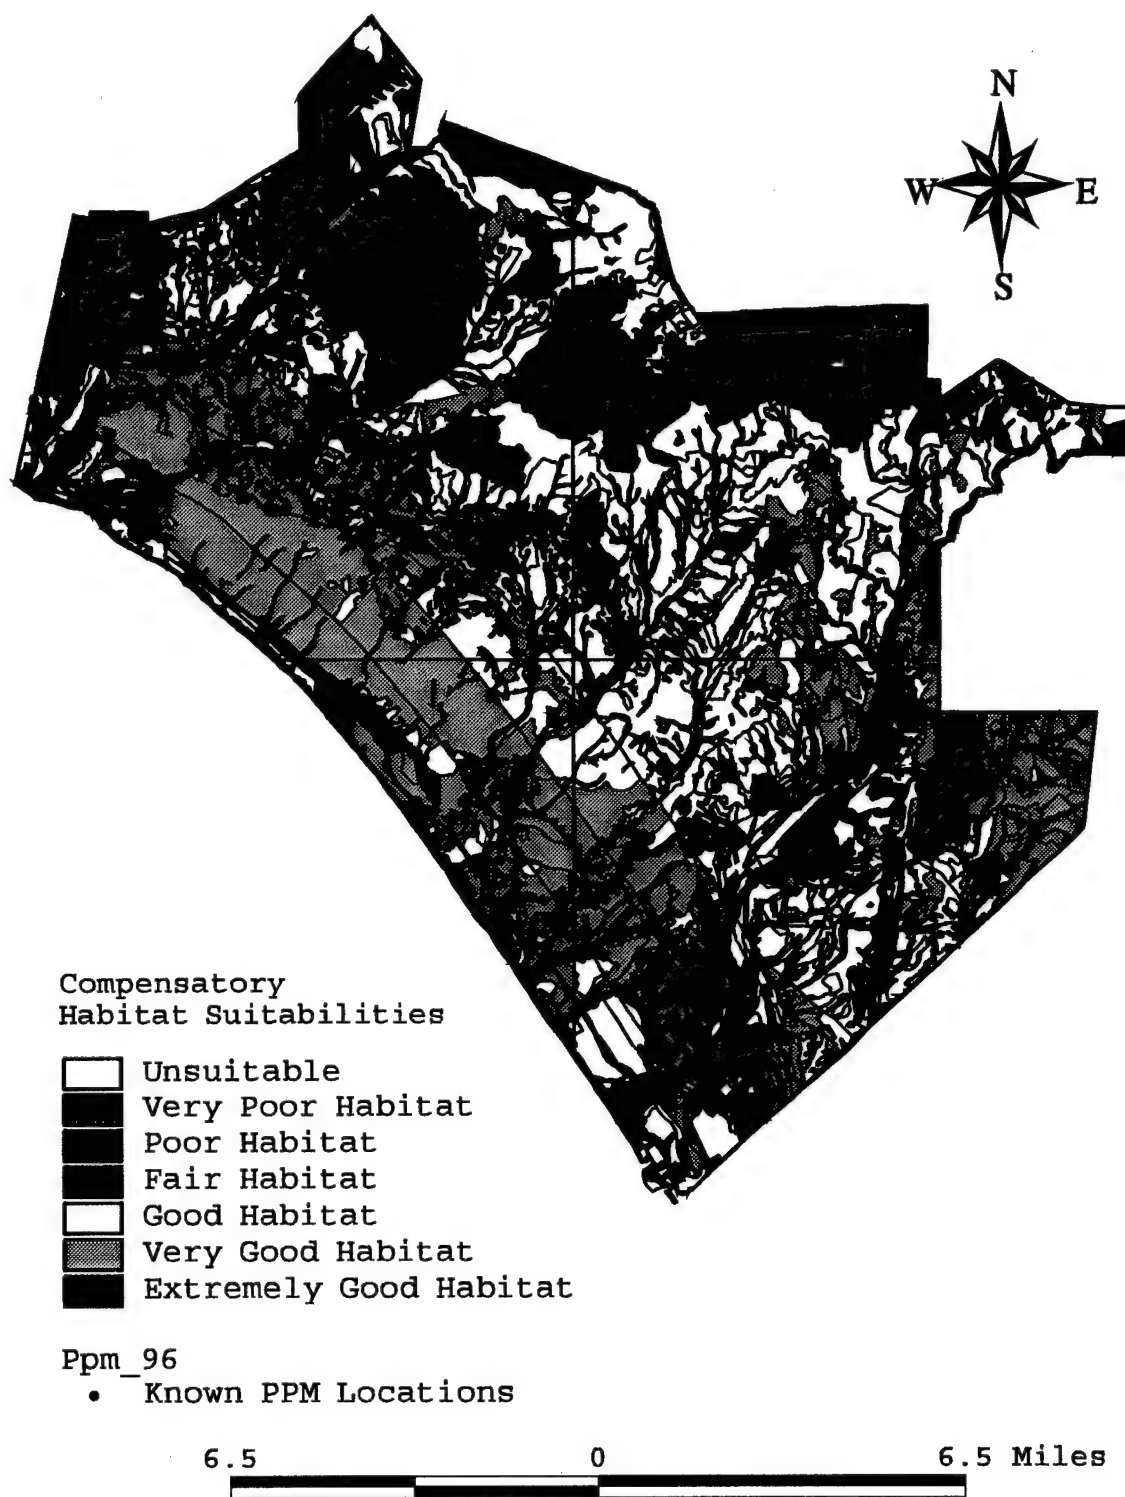 N
W E
S
Compensatory
Habitat Suitabilities
Unsuitable
Very Poor Habitat
Poor Habitat
Fair Habitat
Good Habitat
Very Good Habitat
Extremely Good Habitat
Ppm_96
• Known PPM Locations
6.5 0 6.5 Miles